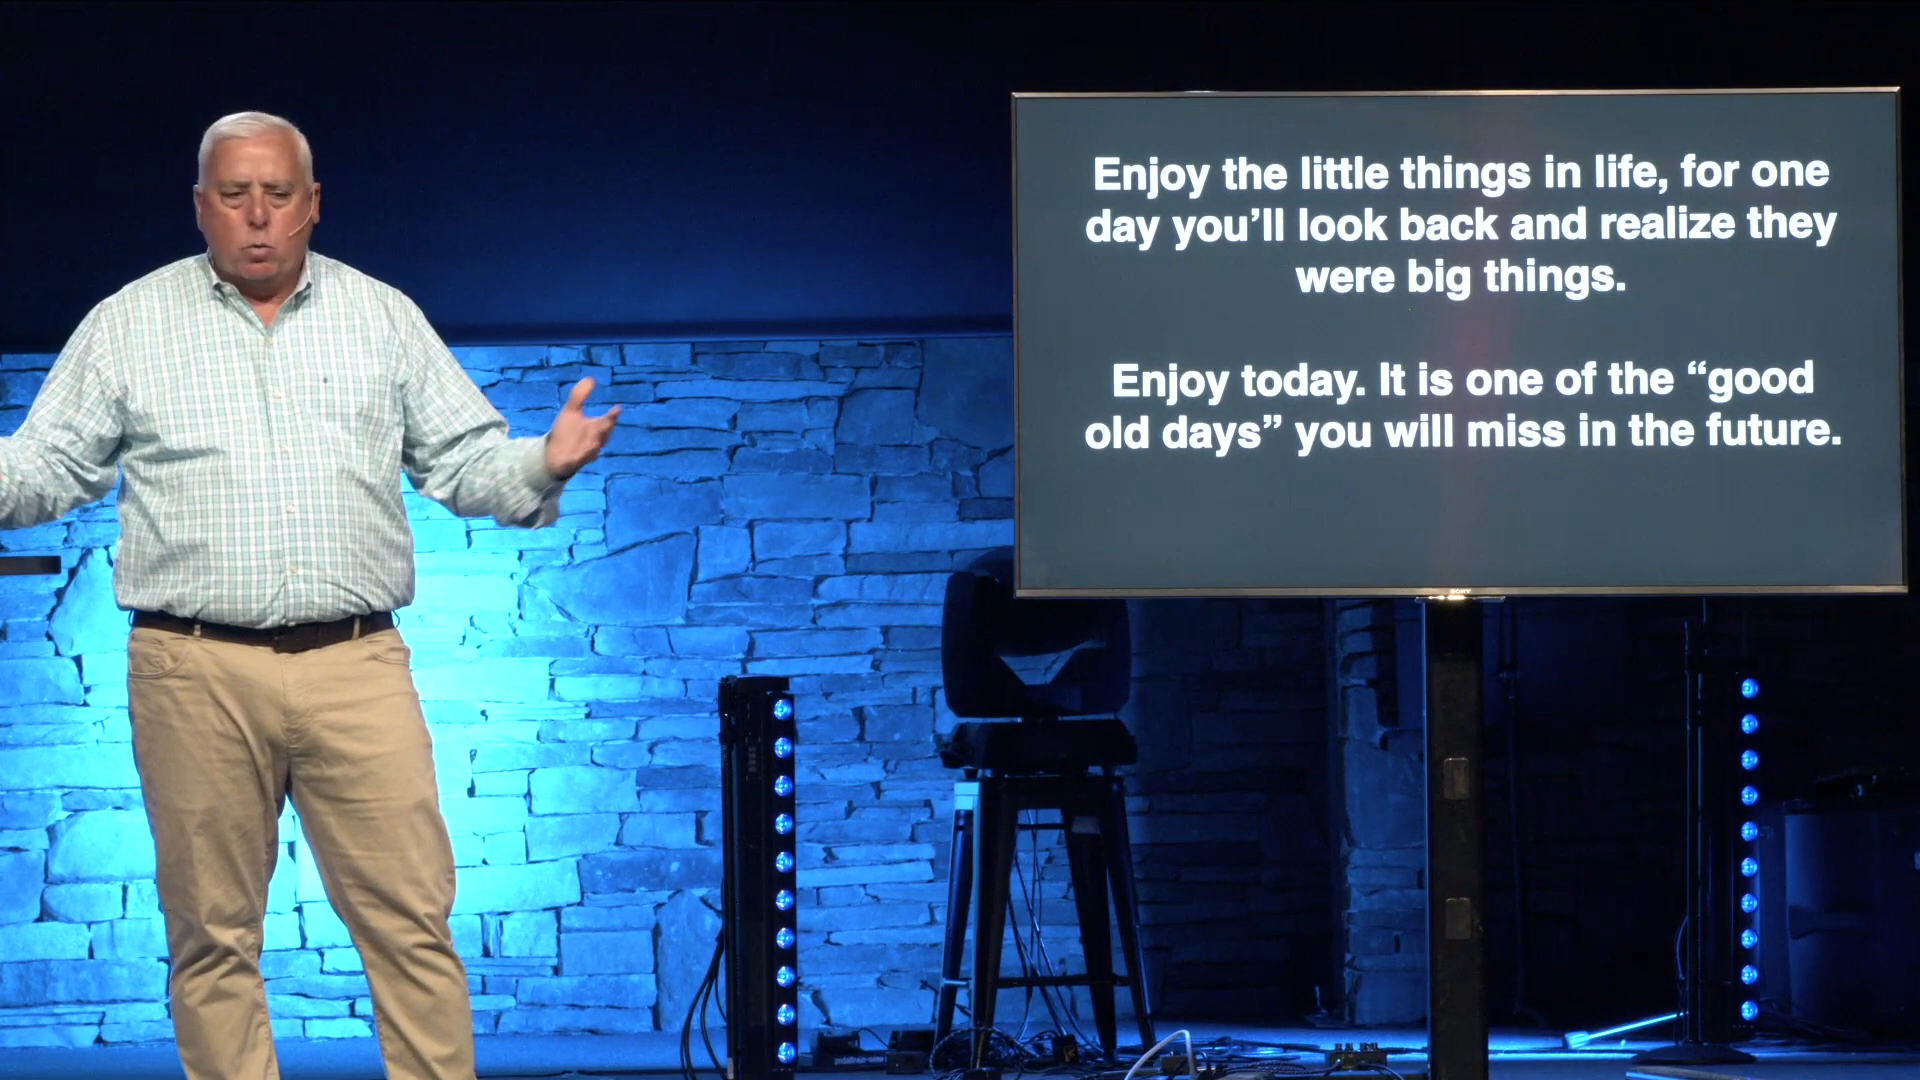 Enjoy the little things in life, for one
day you’ll look back and realize they
were big things.
Enjoy today. It is one of the “good
old days” you will miss in the future.
SONY